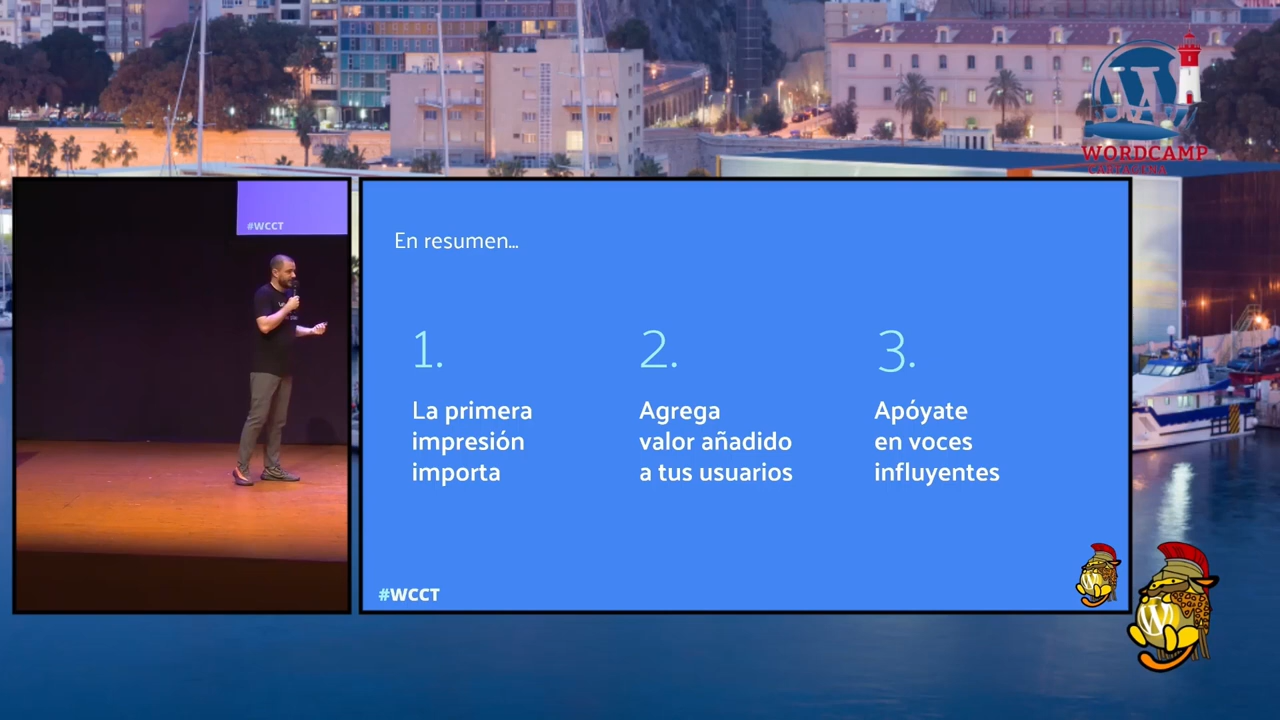 WORDCAMP
CARTAGENA
#WCCT
En resumen...
1.
La primera
impresión
importa
2.
Agrega
valor añadido
a tus usuarios
3.
Apóyate
en voces
influyentes
#WCCT